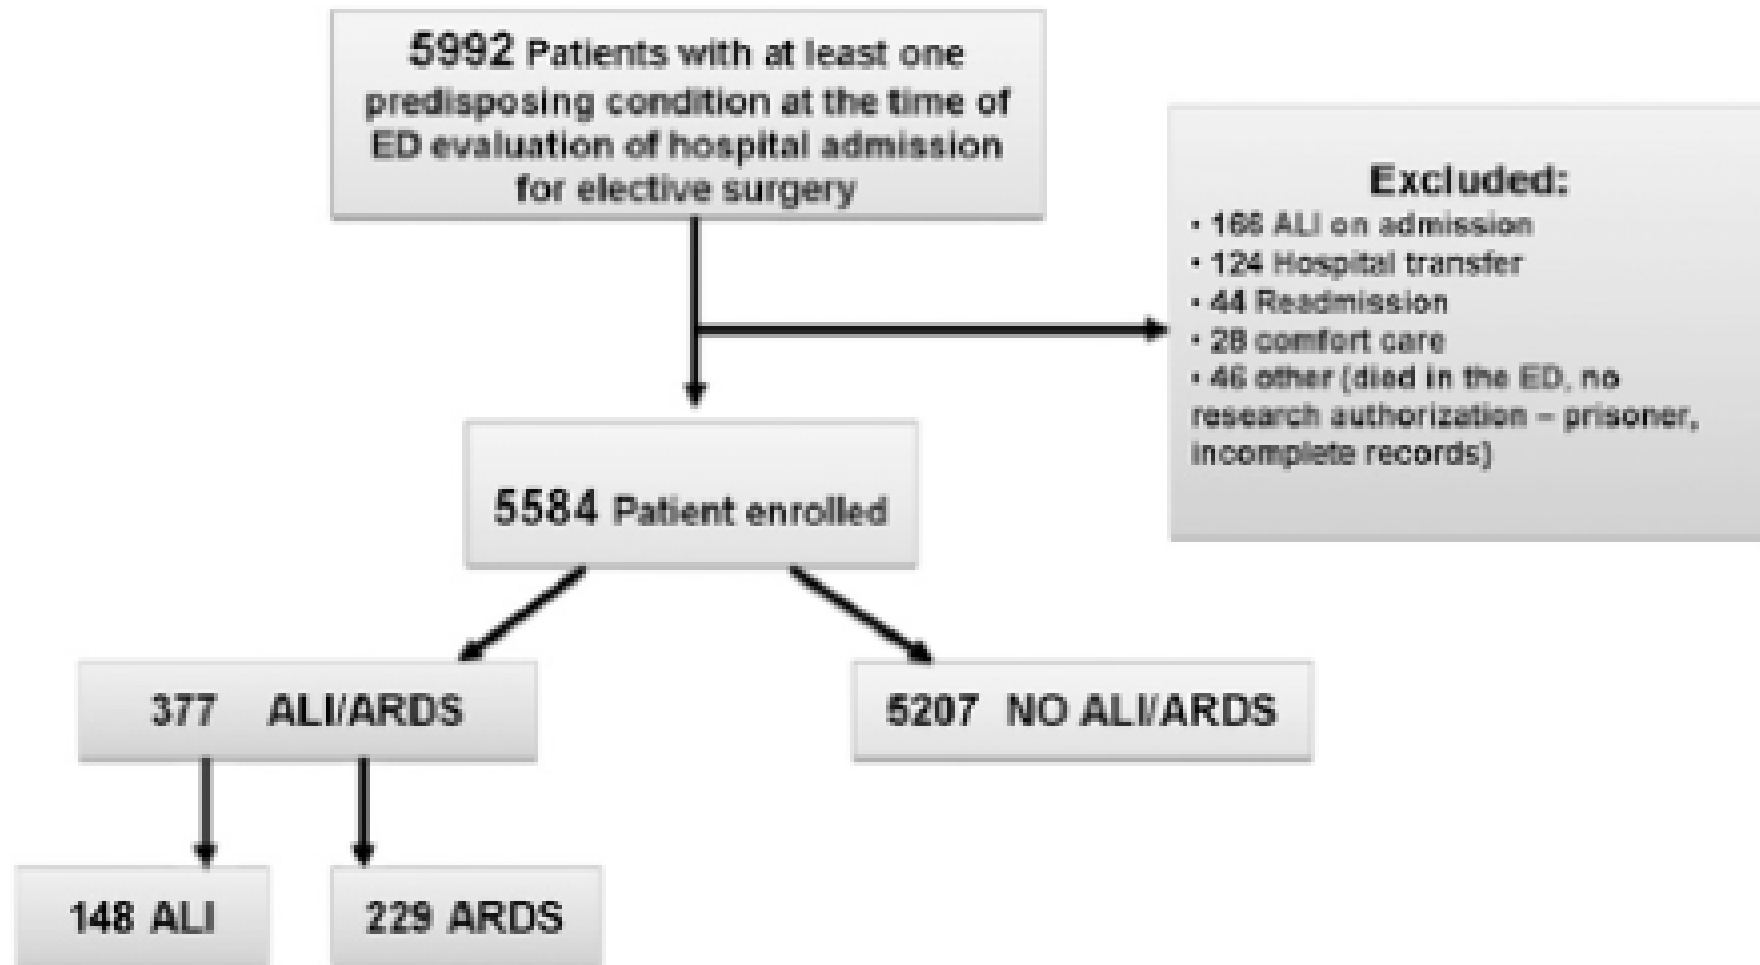 5992 Patients with at least one
predisposing condition at the time of
ED evaluation of hospital admission
for elective surgery
Excluded:
• 166 ALI on admission
• 124 Hospital transfer
• 44 Readmission
• 28 comfort care
• 46 other (died in the ED, no
research authorization – prisoner,
incomplete records)
5584 Patient enrolled
377 ALI/ARDS
5207 NO ALI/ARDS
148 ALI
229 ARDS